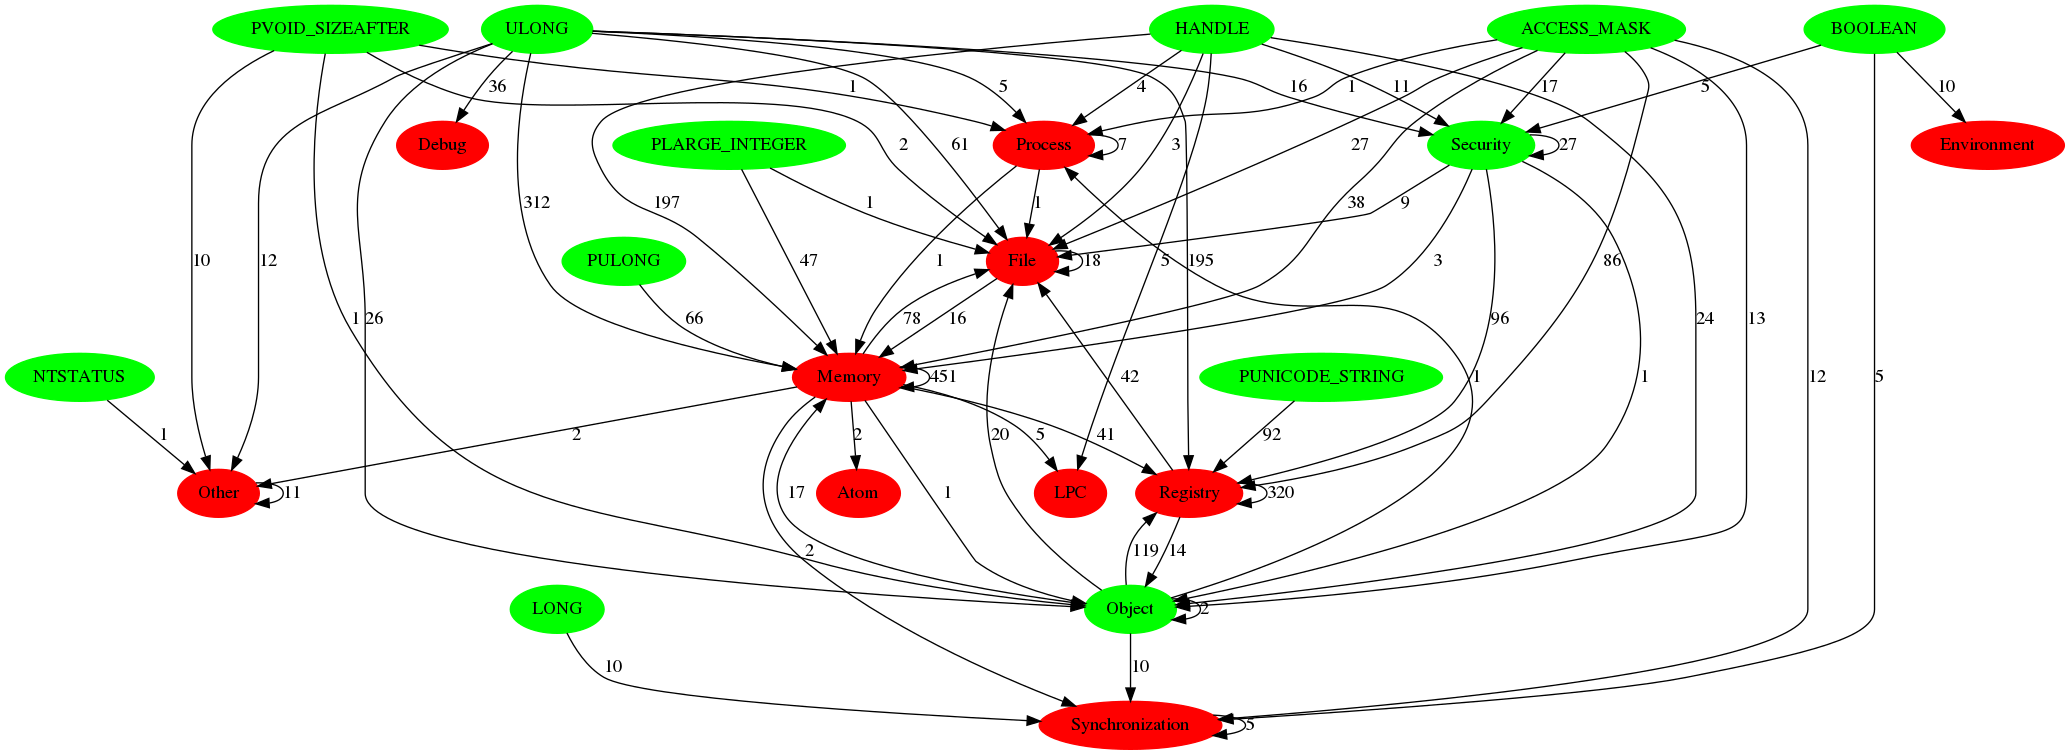 PVOID_SIZEAFTER ULONG HANDLE ACCESS_MASK BOOLEAN
36 1 5 4 11 16 1 17 5 10
Debug PLARGE_INTEGER Process 7 Security 27 Environment
2 61 3 27
312 197 1 1 38 9
10 12 PULONG 47 1 File 18 5 195 3 86
1 26 66 78 16 96 24 13
NTSTATUS Memory 451 42 PUNICODE_STRING 1 1 12 5
1 2 2 20 5 41 92
Other 11 17 Atom 1 LPC Registry 320
2 119 14
LONG Object 2
10 10
Synchronization 5